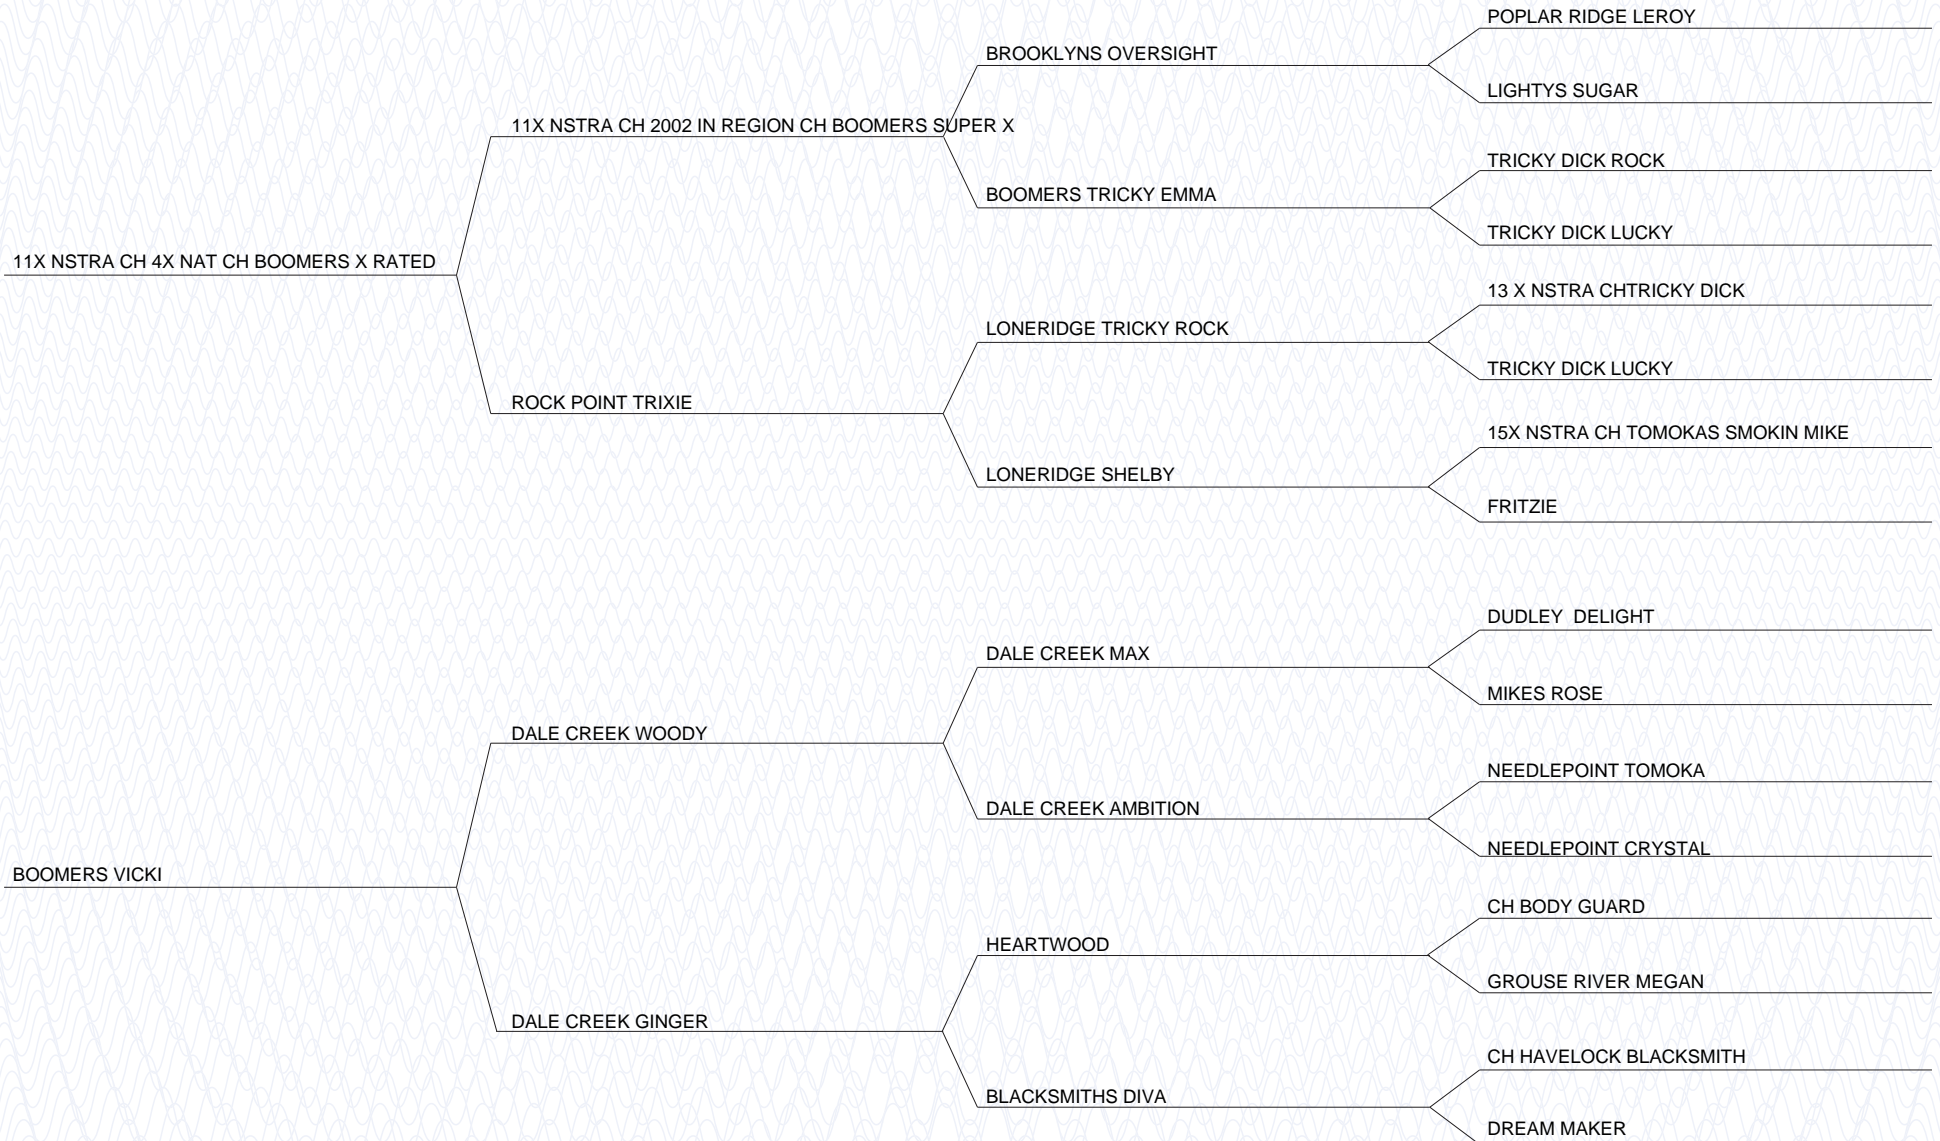 POPLAR RIDGE LEROY
BROOKLYNS OVERSIGHT
LIGHTYS SUGAR
11X NSTRA CH 2002 IN REGION CH BOOMERS SUPER X
TRICKY DICK ROCK
BOOMERS TRICKY EMMA
TRICKY DICK LUCKY
11X NSTRA CH 4X NAT CH BOOMERS X RATED
13 X NSTRA CHTRICKY DICK
LONERIDGE TRICKY ROCK
TRICKY DICK LUCKY
ROCK POINT TRIXIE
15X NSTRA CH TOMOKAS SMOKIN MIKE
LONERIDGE SHELBY
FRITZIE
DUDLEY  DELIGHT
DALE CREEK MAX
MIKES ROSE
DALE CREEK WOODY
NEEDLEPOINT TOMOKA
DALE CREEK AMBITION
NEEDLEPOINT CRYSTAL
BOOMERS VICKI
CH BODY GUARD
HEARTWOOD
GROUSE RIVER MEGAN
DALE CREEK GINGER
CH HAVELOCK BLACKSMITH
BLACKSMITHS DIVA
DREAM MAKER